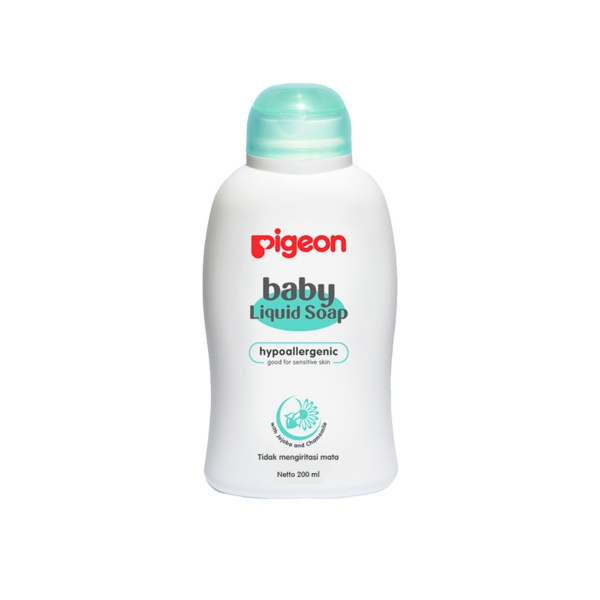 pigeon
baby
Liquid Soap
hypoallergenic
good for sensitive skin
with Jojoba and Chamomile
Tidak mengiritasi mata
Netto 200 ml